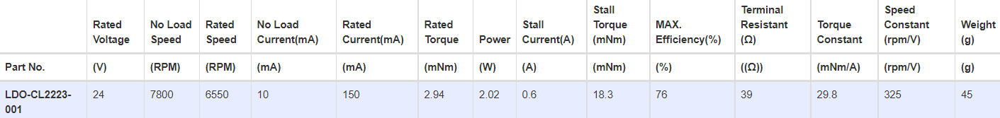 Rated Voltage
No Load Speed
Rated Speed
No Load Current(mA)
Rated Current(mA)
Rated Torque
Power
Stall Current(A)
Stall Torque (mNm)
MAX. Efficiency(%)
Terminal Resistant (Ω)
Torque Constant
Speed Constant (rpm/V)
Weight (g)
Part No. (V) (RPM) (RPM) (mA) (mA) (mNm) (W) (A) (mNm) (%) ((Ω)) (mNm/A) (rpm/V) (g)
LDO-CL2223-001 24 7800 6550 10 150 2.94 2.02 0.6 18.3 76 39 29.8 325 45